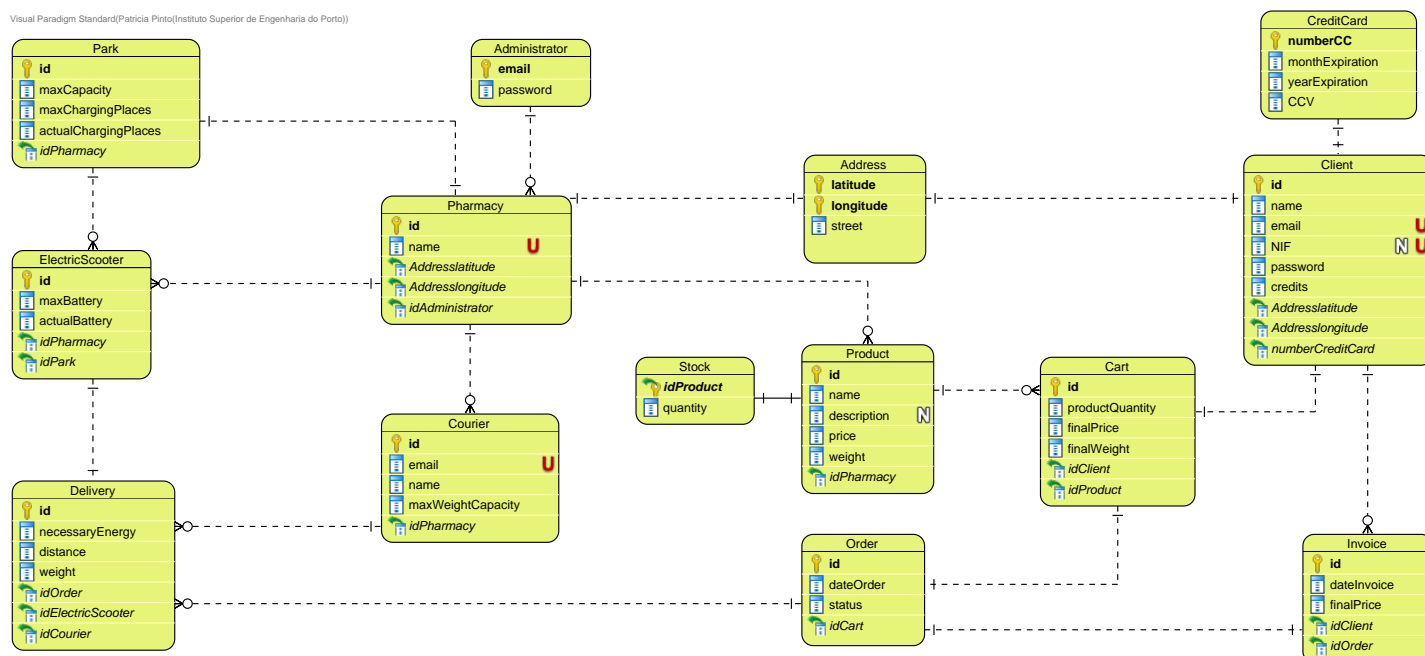 Visual Paradigm Standard(Patricia Pinto(Instituto Superior de Engenharia do Porto))
Park
id
maxCapacity
maxChargingPlaces
actualChargingPlaces
idPharmacy
Administrator
email
password
CreditCard
numberCC
monthExpiration
yearExpiration
CCV
Address
latitude
longitude
street
Client
id
name
email U
NIF N U
password
credits
Addresslatitude
Addresslongitude
numberCreditCard
Pharmacy
id
name U
Addresslatitude
Addresslongitude
idAdministrator
ElectricScooter
id
maxBattery
actualBattery
idPharmacy
idPark
Stock
idProduct
quantity
Product
id
name
description N
price
weight
idPharmacy
Cart
id
productQuantity
finalPrice
finalWeight
idClient
idProduct
Courier
id
email U
name
maxWeightCapacity
idPharmacy
Delivery
id
necessaryEnergy
distance
weight
idOrder
idElectricScooter
idCourier
Order
id
dateOrder
status
idCart
Invoice
id
dateInvoice
finalPrice
idClient
idOrder